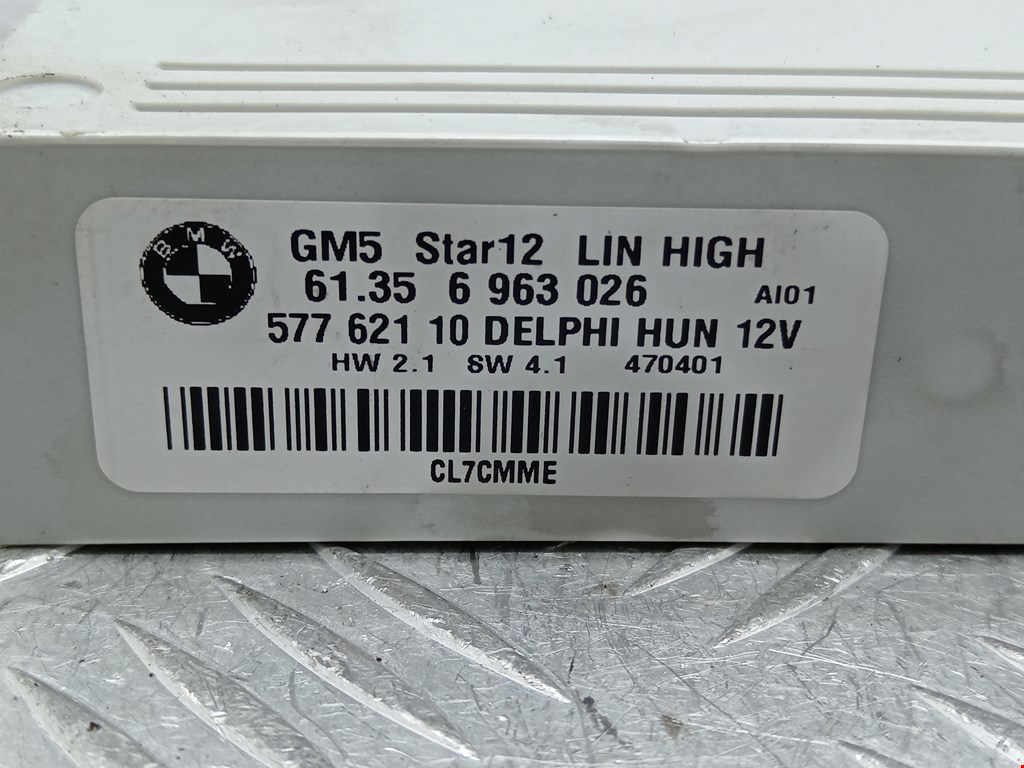 BMW
GM5 Star12 LIN HIGH
61.35 6 963 026 AI01
577 621 10 DELPHI HUN 12V
HW 2.1 SW 4.1 470401
CL7CMME